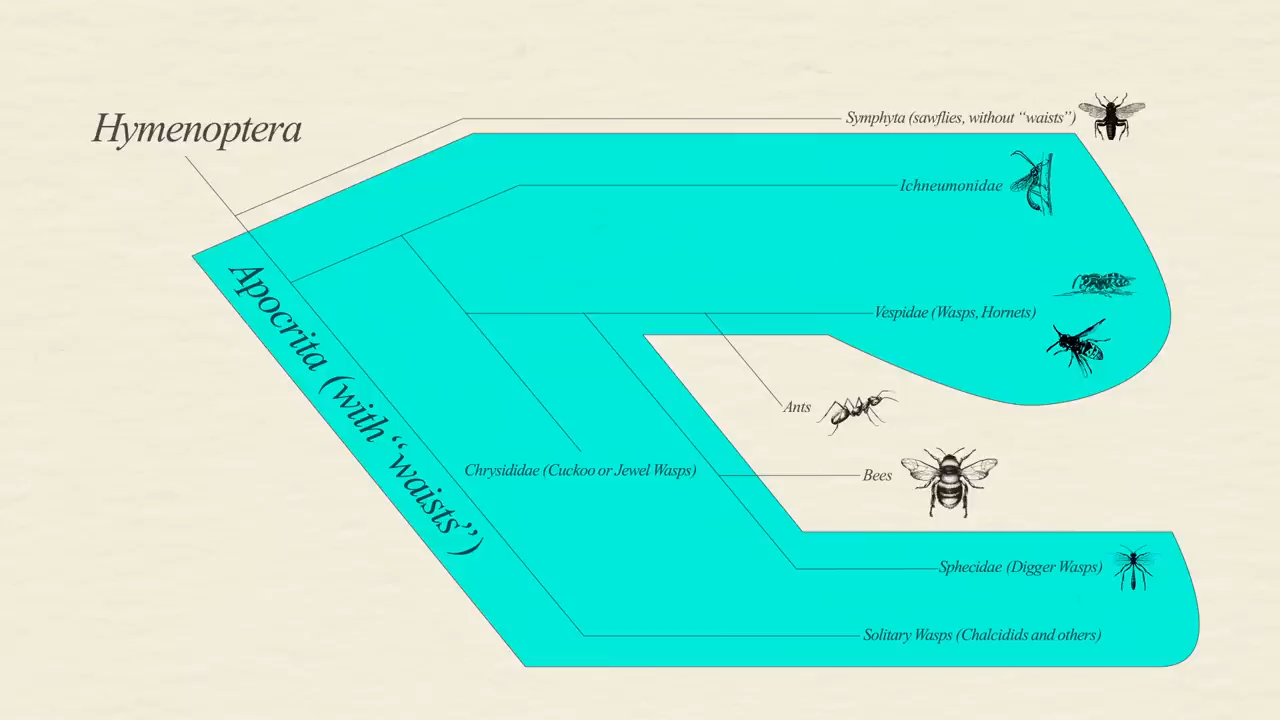 Hymenoptera
Symphyta (sawflies, without “waists”)
Ichneumonidae
Apocrita (with “waists”)
Vespidae (Wasps, Hornets)
Ants
Chrysididae (Cuckoo or Jewel Wasps)
Bees
Sphecidae (Digger Wasps)
Solitary Wasps (Chalcidids and others)